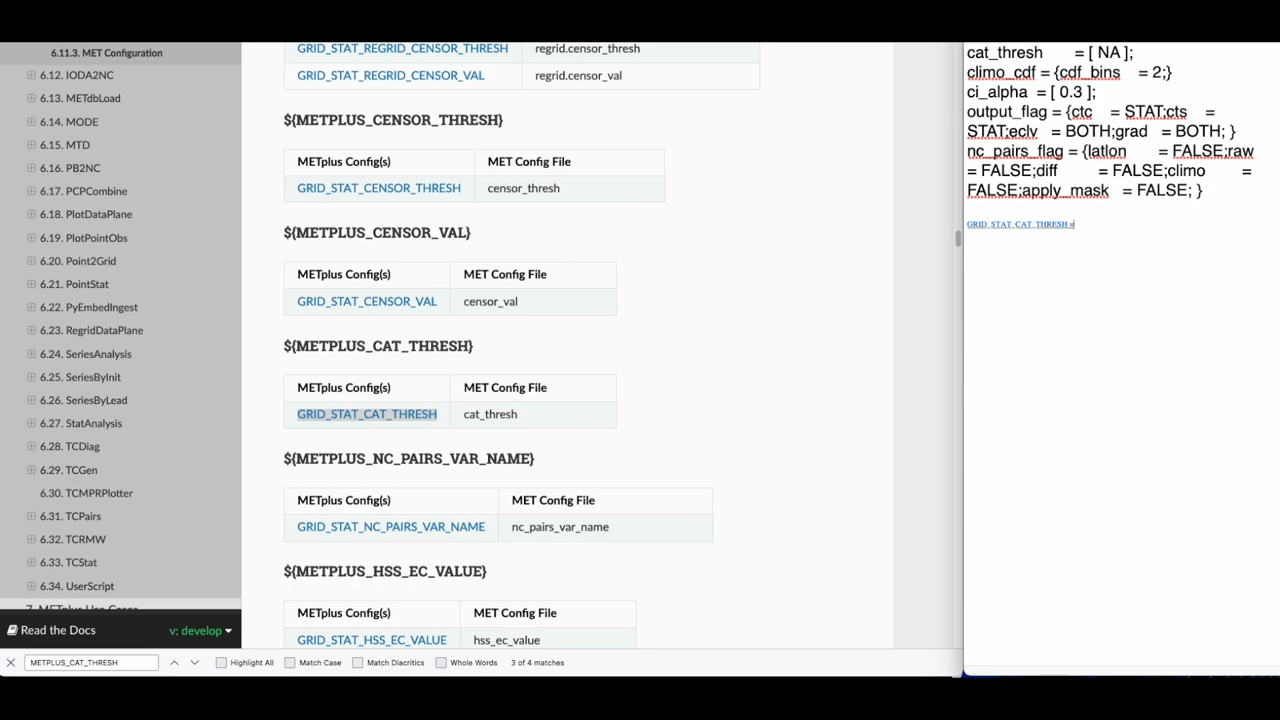 6.11.3. MET Configuration
6.12. IODA2NC
6.13. METdbLoad
6.14. MODE
6.15. MTD
6.16. PB2NC
6.17. PCPCombine
6.18. PlotDataPlane
6.19. PlotPointObs
6.20. Point2Grid
6.21. PointStat
6.22. PyEmbedIngest
6.23. RegridDataPlane
6.24. SeriesAnalysis
6.25. SeriesByInit
6.26. SeriesByLead
6.27. StatAnalysis
6.28. TCDiag
6.29. TCGen
6.30. TCMPRPlotter
6.31. TCPairs
6.32. TCRMW
6.33. TCStat
6.34. UserScript
7. METplus Use Cases
Read the Docs v: develop
GRID_STAT_REGRID_CENSOR_THRESH regrid.censor_thresh
GRID_STAT_REGRID_CENSOR_VAL regrid.censor_val
${METPLUS_CENSOR_THRESH}
METplus Config(s) MET Config File
GRID_STAT_CENSOR_THRESH censor_thresh
${METPLUS_CENSOR_VAL}
METplus Config(s) MET Config File
GRID_STAT_CENSOR_VAL censor_val
${METPLUS_CAT_THRESH}
METplus Config(s) MET Config File
GRID_STAT_CAT_THRESH cat_thresh
${METPLUS_NC_PAIRS_VAR_NAME}
METplus Config(s) MET Config File
GRID_STAT_NC_PAIRS_VAR_NAME nc_pairs_var_name
${METPLUS_HSS_EC_VALUE}
METplus Config(s) MET Config File
GRID_STAT_HSS_EC_VALUE hss_ec_value
METPLUS_CAT_THRESH Highlight All Match Case Match Diacritics Whole Words 3 of 4 matches
cat_thresh = [ NA ];
climo_cdf = {cdf_bins = 2;}
ci_alpha = [ 0.3 ];
output_flag = {ctc = STAT;cts =
STAT;eclv = BOTH;grad = BOTH; }
nc_pairs_flag = {latlon = FALSE;raw
= FALSE;diff = FALSE;climo =
FALSE;apply_mask = FALSE; }
GRID_STAT_CAT_THRESH =